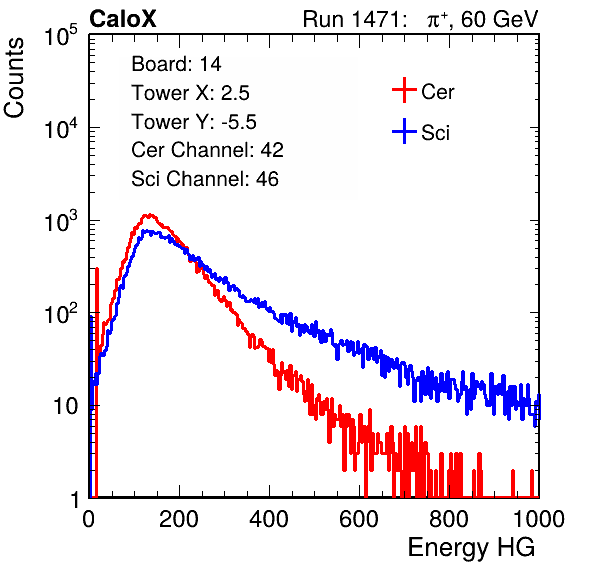 CaloX Run 1471: π⁺, 60 GeV
Counts
10⁵
10⁴
10³
10²
10
1
Board: 14
Tower X: 2.5
Tower Y: -5.5
Cer Channel: 42
Sci Channel: 46
Cer
Sci
0 200 400 600 800 1000
Energy HG